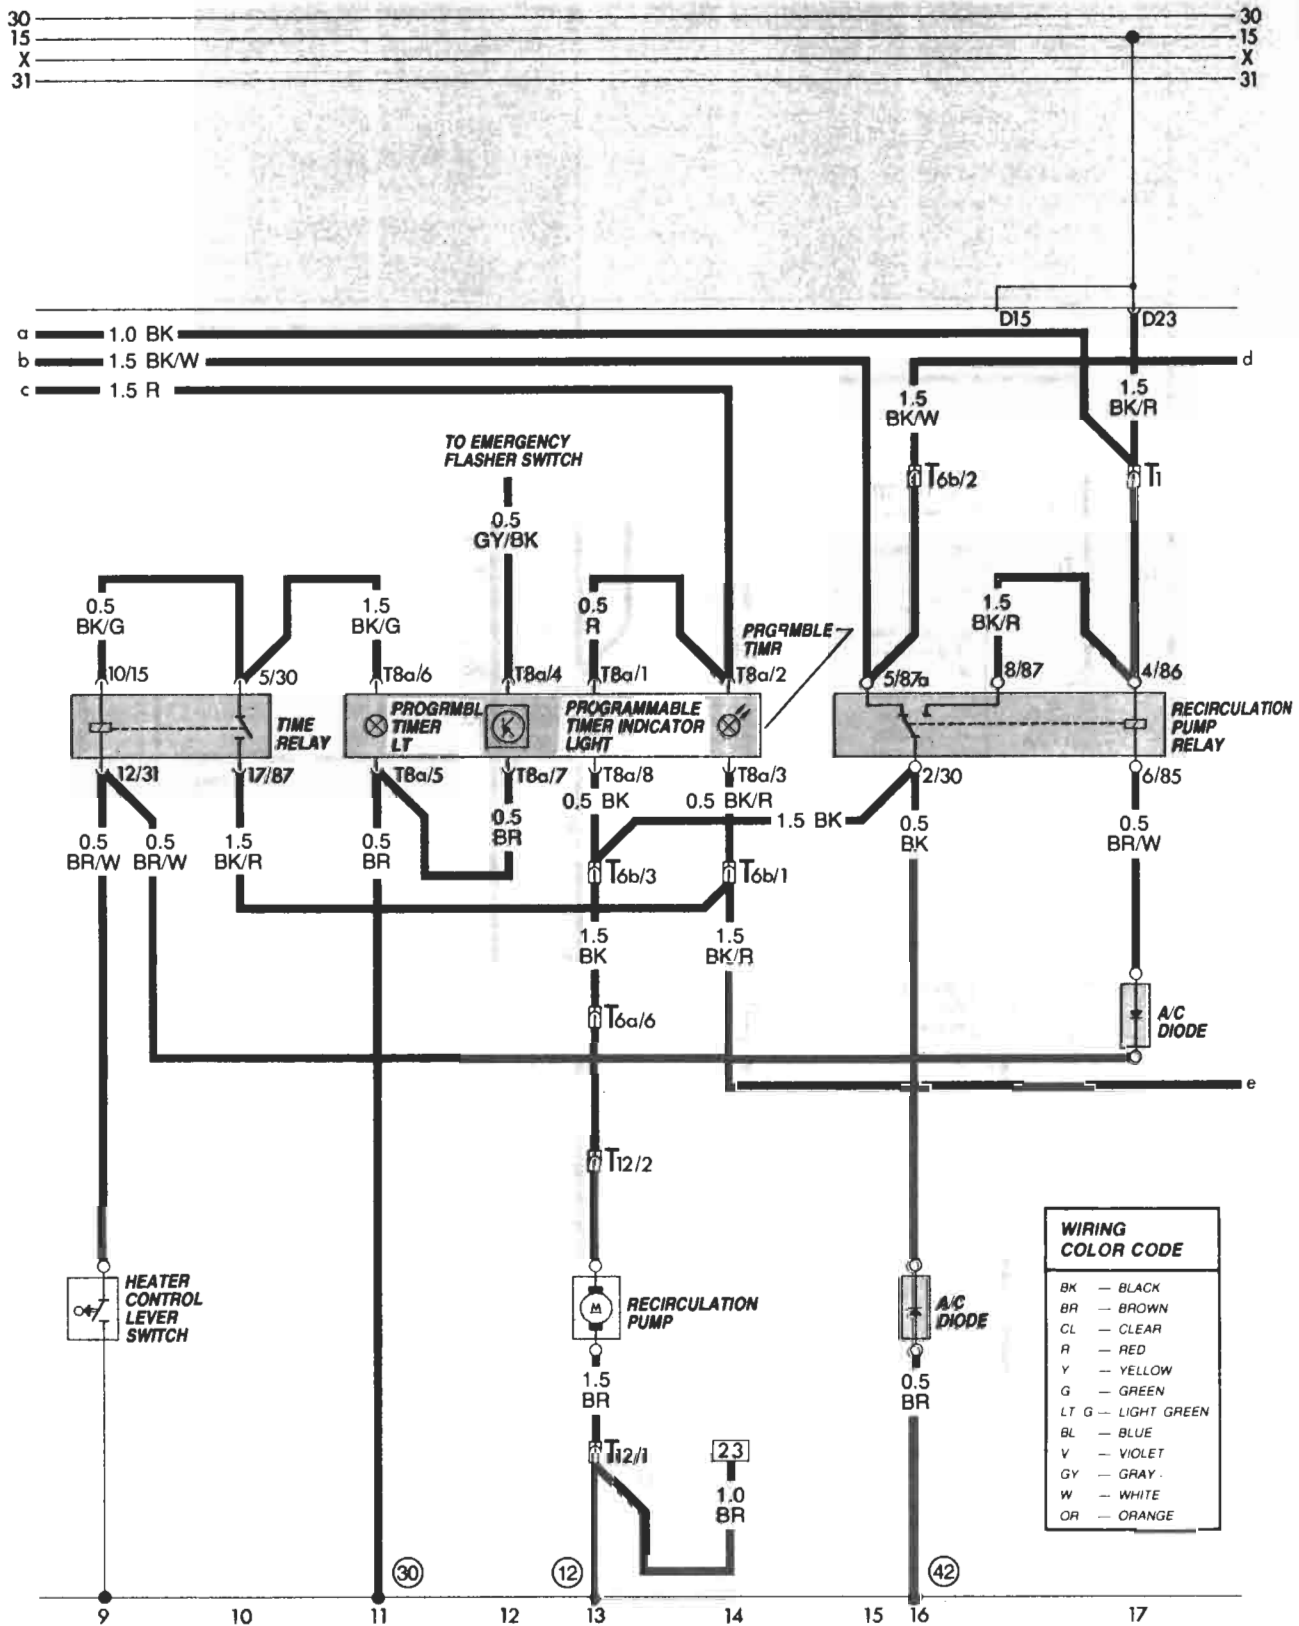 30 30
15 15
X X
31 31
D15 D23
a 1.0 BK
b 1.5 BK/W d
c 1.5 R
1.5 BK/W
1.5 BK/R
TO EMERGENCY
FLASHER SWITCH
T6b/2 T1
0.5
GY/BK
0.5
BK/G
1.5
BK/G
0.5
R
1.5
BK/R
PRGRMBLE
TIMR
10/15 5/30 T8a/6 T8a/4 T8a/1 T8a/2 5/87a 8/87 4/86
TIME
RELAY
PROGRMBL
TIMER
LT
K
PROGRAMMABLE
TIMER INDICATOR
LIGHT
RECIRCULATION
PUMP
RELAY
12/31 17/87 T8a/5 T8a/7 T8a/8 T8a/3 2/30 6/85
0.5 BK 0.5 BK/R
1.5 BK
0.5
BR/W
0.5
BR/W
1.5
BK/R
0.5
BR
0.5
BR
0.5
BK
0.5
BR/W
T6b/3 T6b/1
1.5
BK
1.5
BK/R
T6a/6
A/C
DIODE
e
T12/2
HEATER
CONTROL
LEVER
SWITCH
M
RECIRCULATION
PUMP
A/C
DIODE
1.5
BR
0.5
BR
T12/1
23
1.0
BR
WIRING
COLOR CODE
BK — BLACK
BR — BROWN
CL — CLEAR
R — RED
Y — YELLOW
G — GREEN
LT G — LIGHT GREEN
BL — BLUE
V — VIOLET
GY — GRAY
W — WHITE
OR — ORANGE
30 12 42
9 10 11 12 13 14 15 16 17